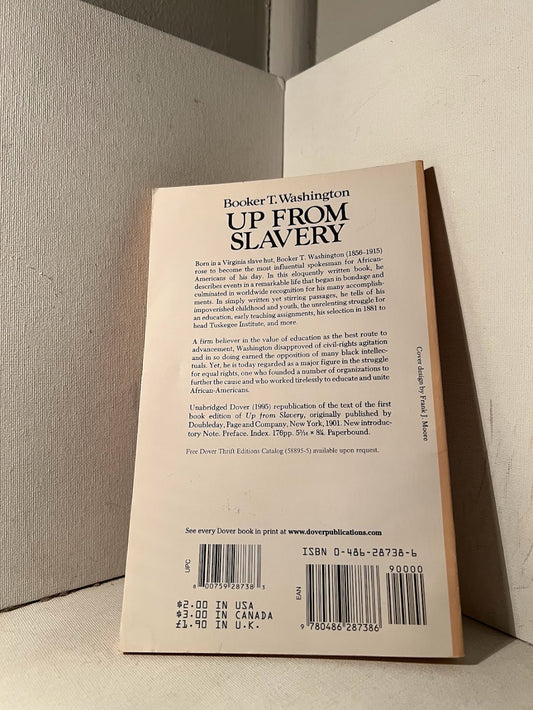 Booker T. Washington
UP FROM
SLAVERY
Born in a Virginia slave hut, Booker T. Washington (1856–1915)
rose to become the most influential spokesman for African-
Americans of his day. In this eloquently written book, he
describes events in a remarkable life that began in bondage and
culminated in worldwide recognition for his many accomplish-
ments. In simply written yet stirring passages, he tells of his
impoverished childhood and youth, the unrelenting struggle for
an education, early teaching assignments, his selection in 1881 to
head Tuskegee Institute, and more.
A firm believer in the value of education as the best route to
advancement, Washington disapproved of civil-rights agitation
and in so doing earned the opposition of many black intellec-
tuals. Yet, he is today regarded as a major figure in the struggle
for equal rights, one who founded a number of organizations to
further the cause and who worked tirelessly to educate and unite
African-Americans.
Unabridged Dover (1995) republication of the text of the first
book edition of Up from Slavery, originally published by
Doubleday, Page and Company, New York, 1901. New introduc-
tory Note. Preface. Index. 176pp. 5³⁄₁₆ × 8¼. Paperbound.
Free Dover Thrift Editions Catalog (58895-5) available upon request.
Cover design by Frank J. Moore
See every Dover book in print at www.doverpublications.com
UPC
8 00759 28738 3
$2.00 IN USA
$3.00 IN CANADA
£1.90 IN U.K.
ISBN 0-486-28738-6
90000
EAN
9 780486 287386